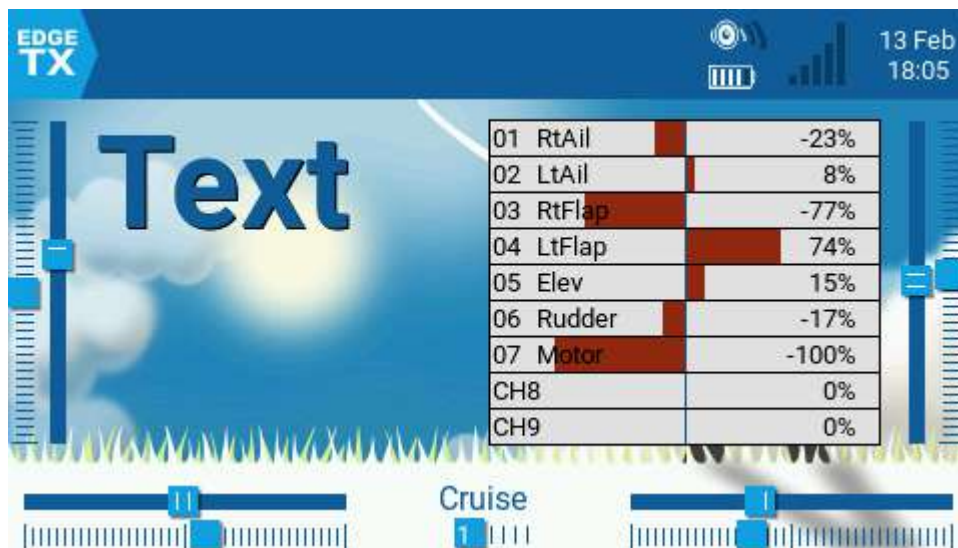 EDGE
TX
13 Feb
18:05
Text
01 RtAil -23%
02 LtAil 8%
03 RtFlap -77%
04 LtFlap 74%
05 Elev 15%
06 Rudder -17%
07 Motor -100%
CH8 0%
CH9 0%
Cruise
1